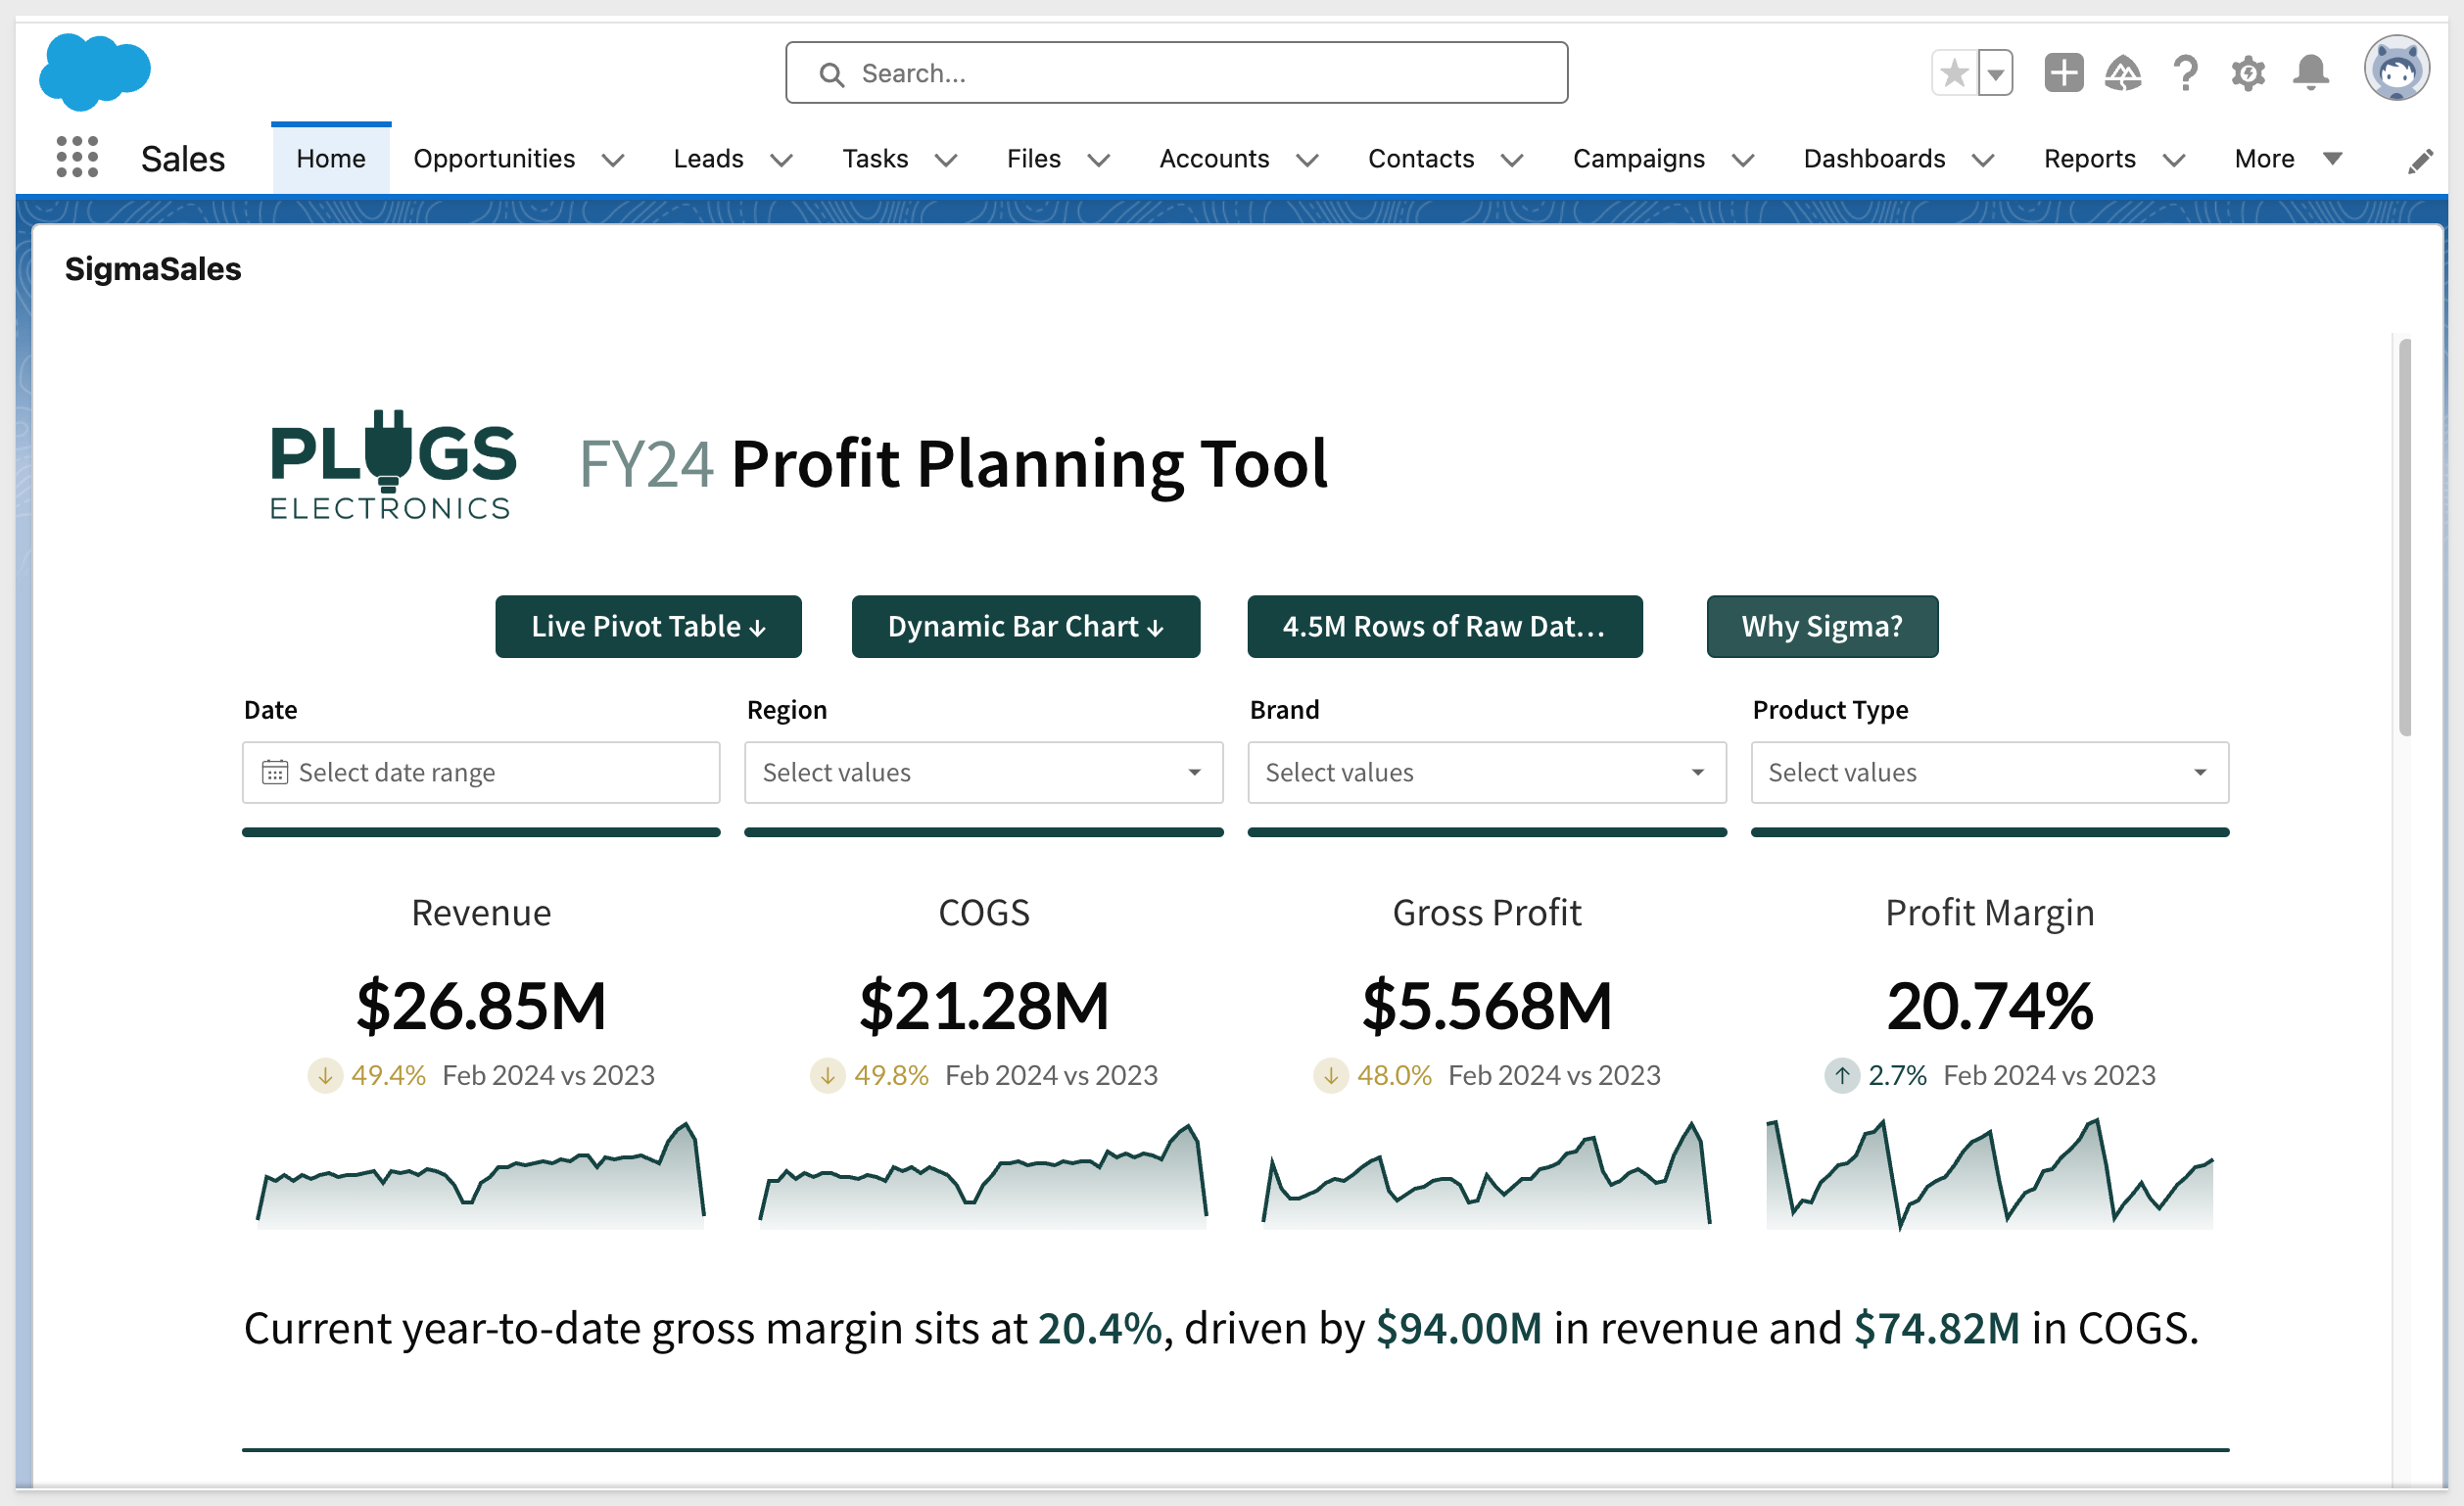 Search...
Sales
Home
Opportunities
Leads
Tasks
Files
Accounts
Contacts
Campaigns
Dashboards
Reports
More
SigmaSales
PLUGS
ELECTRONICS
FY24 Profit Planning Tool
Live Pivot Table ↓
Dynamic Bar Chart ↓
4.5M Rows of Raw Dat...
Why Sigma?
Date
Region
Brand
Product Type
Select date range
Select values
Select values
Select values
Revenue
$26.85M
↓ 49.4% Feb 2024 vs 2023
COGS
$21.28M
↓ 49.8% Feb 2024 vs 2023
Gross Profit
$5.568M
↓ 48.0% Feb 2024 vs 2023
Profit Margin
20.74%
↑ 2.7% Feb 2024 vs 2023
Current year-to-date gross margin sits at 20.4%, driven by $94.00M in revenue and $74.82M in COGS.